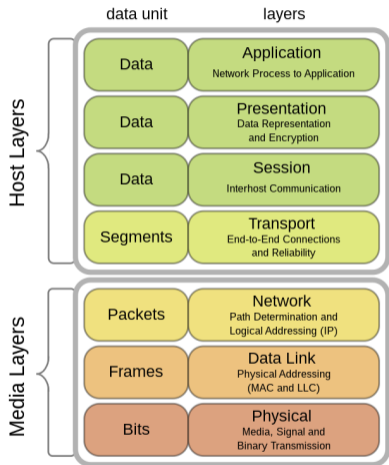 data unit layers
Host Layers
Data
Application
Network Process to Application
Data
Presentation
Data Representation
and Encryption
Data
Session
Interhost Communication
Segments
Transport
End-to-End Connections
and Reliability
Media Layers
Packets
Network
Path Determination and
Logical Addressing (IP)
Frames
Data Link
Physical Addressing
(MAC and LLC)
Bits
Physical
Media, Signal and
Binary Transmission